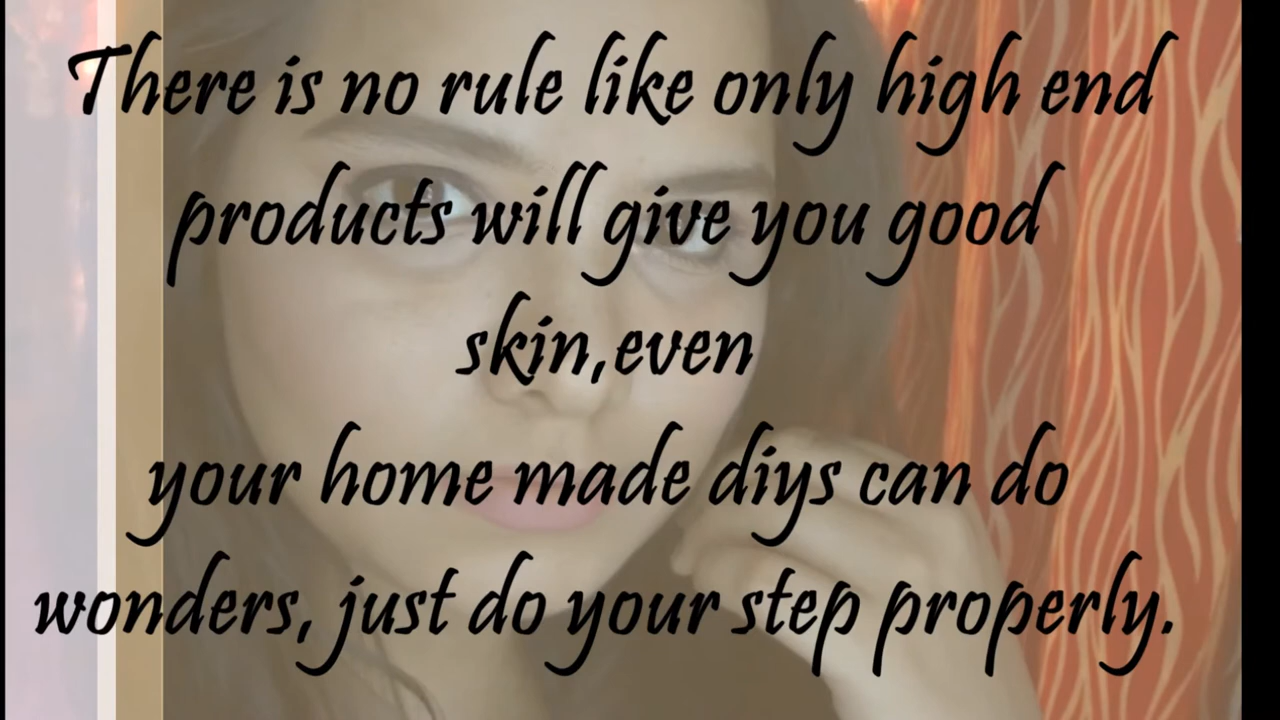 There is no rule like only high end
products will give you good
skin,even
your home made diys can do
wonders, just do your step properly.